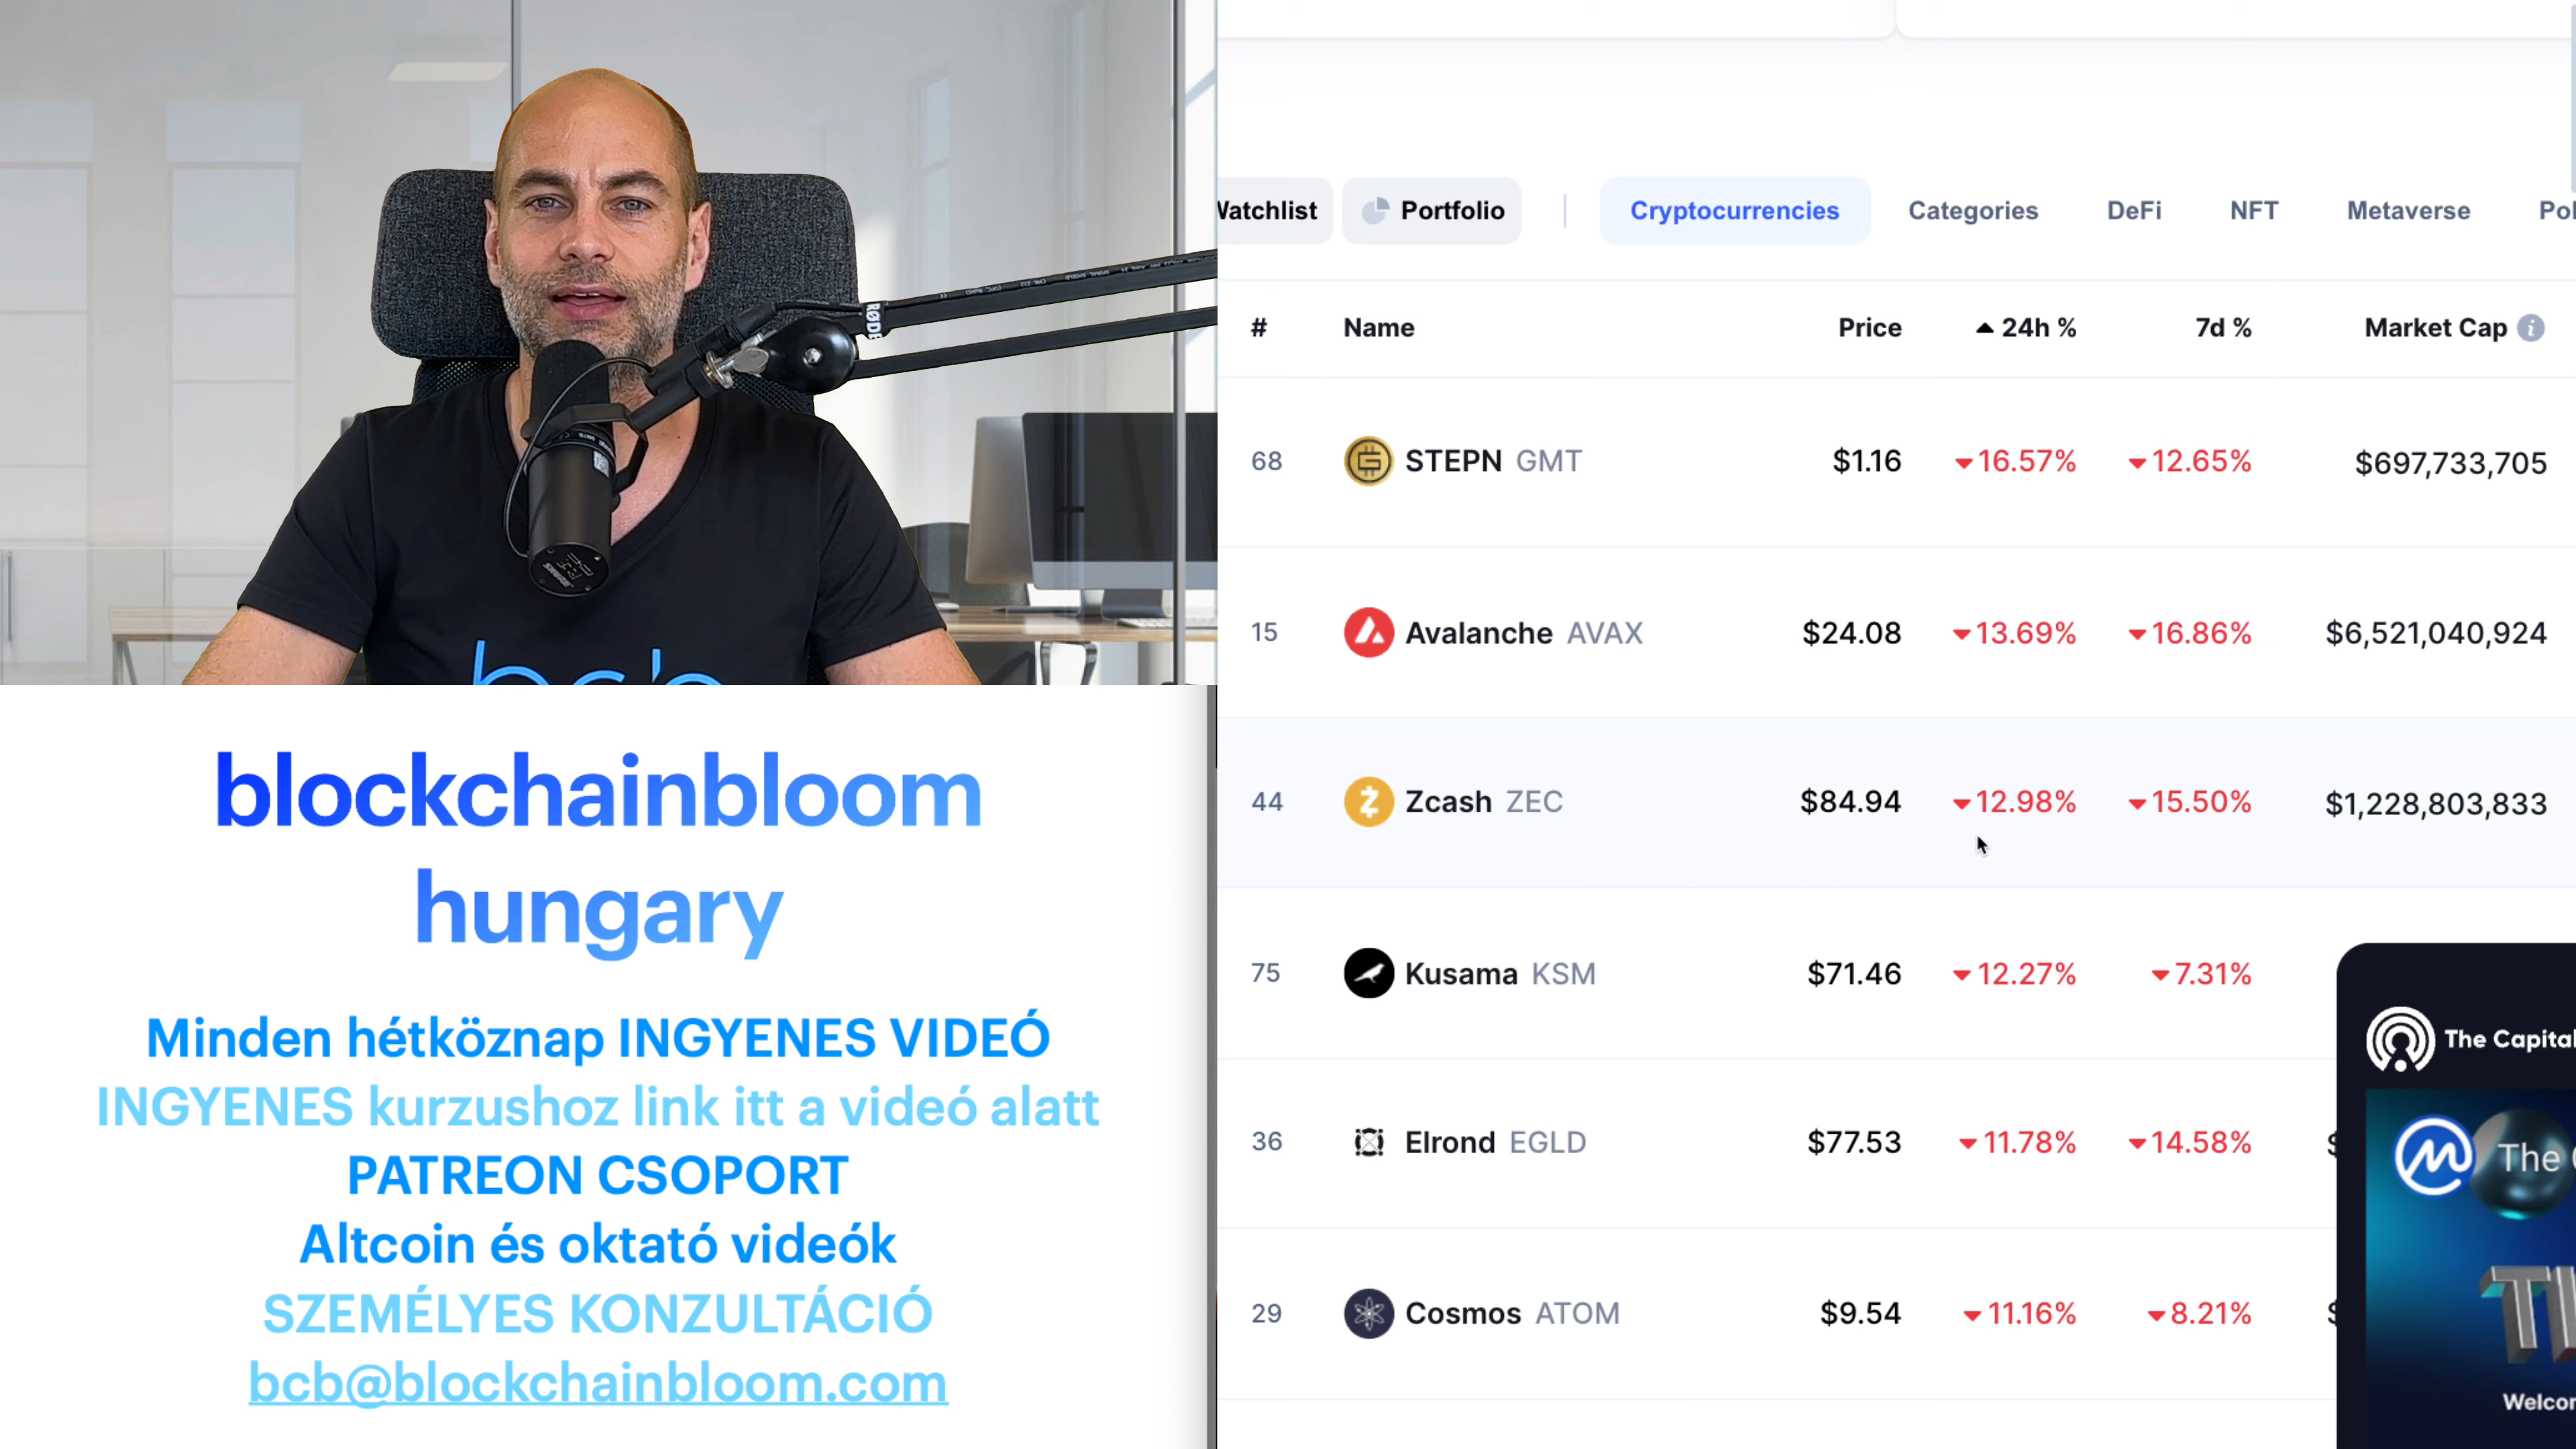 RØDE
bcb
blockchainbloom
hungary
Minden hétköznap INGYENES VIDEÓ
INGYENES kurzushoz link itt a videó alatt
PATREON CSOPORT
Altcoin és oktató videók
SZEMÉLYES KONZULTÁCIÓ
bcb@blockchainbloom.com
Watchlist Portfolio Cryptocurrencies Categories DeFi NFT Metaverse Pol
# Name Price 24h % 7d % Market Cap
68 STEPN GMT $1.16 16.57% 12.65% $697,733,705
15 Avalanche AVAX $24.08 13.69% 16.86% $6,521,040,924
44 Zcash ZEC $84.94 12.98% 15.50% $1,228,803,833
75 Kusama KSM $71.46 12.27% 7.31%
36 Elrond EGLD $77.53 11.78% 14.58% $
29 Cosmos ATOM $9.54 11.16% 8.21% $
The Capital
The
Welcom